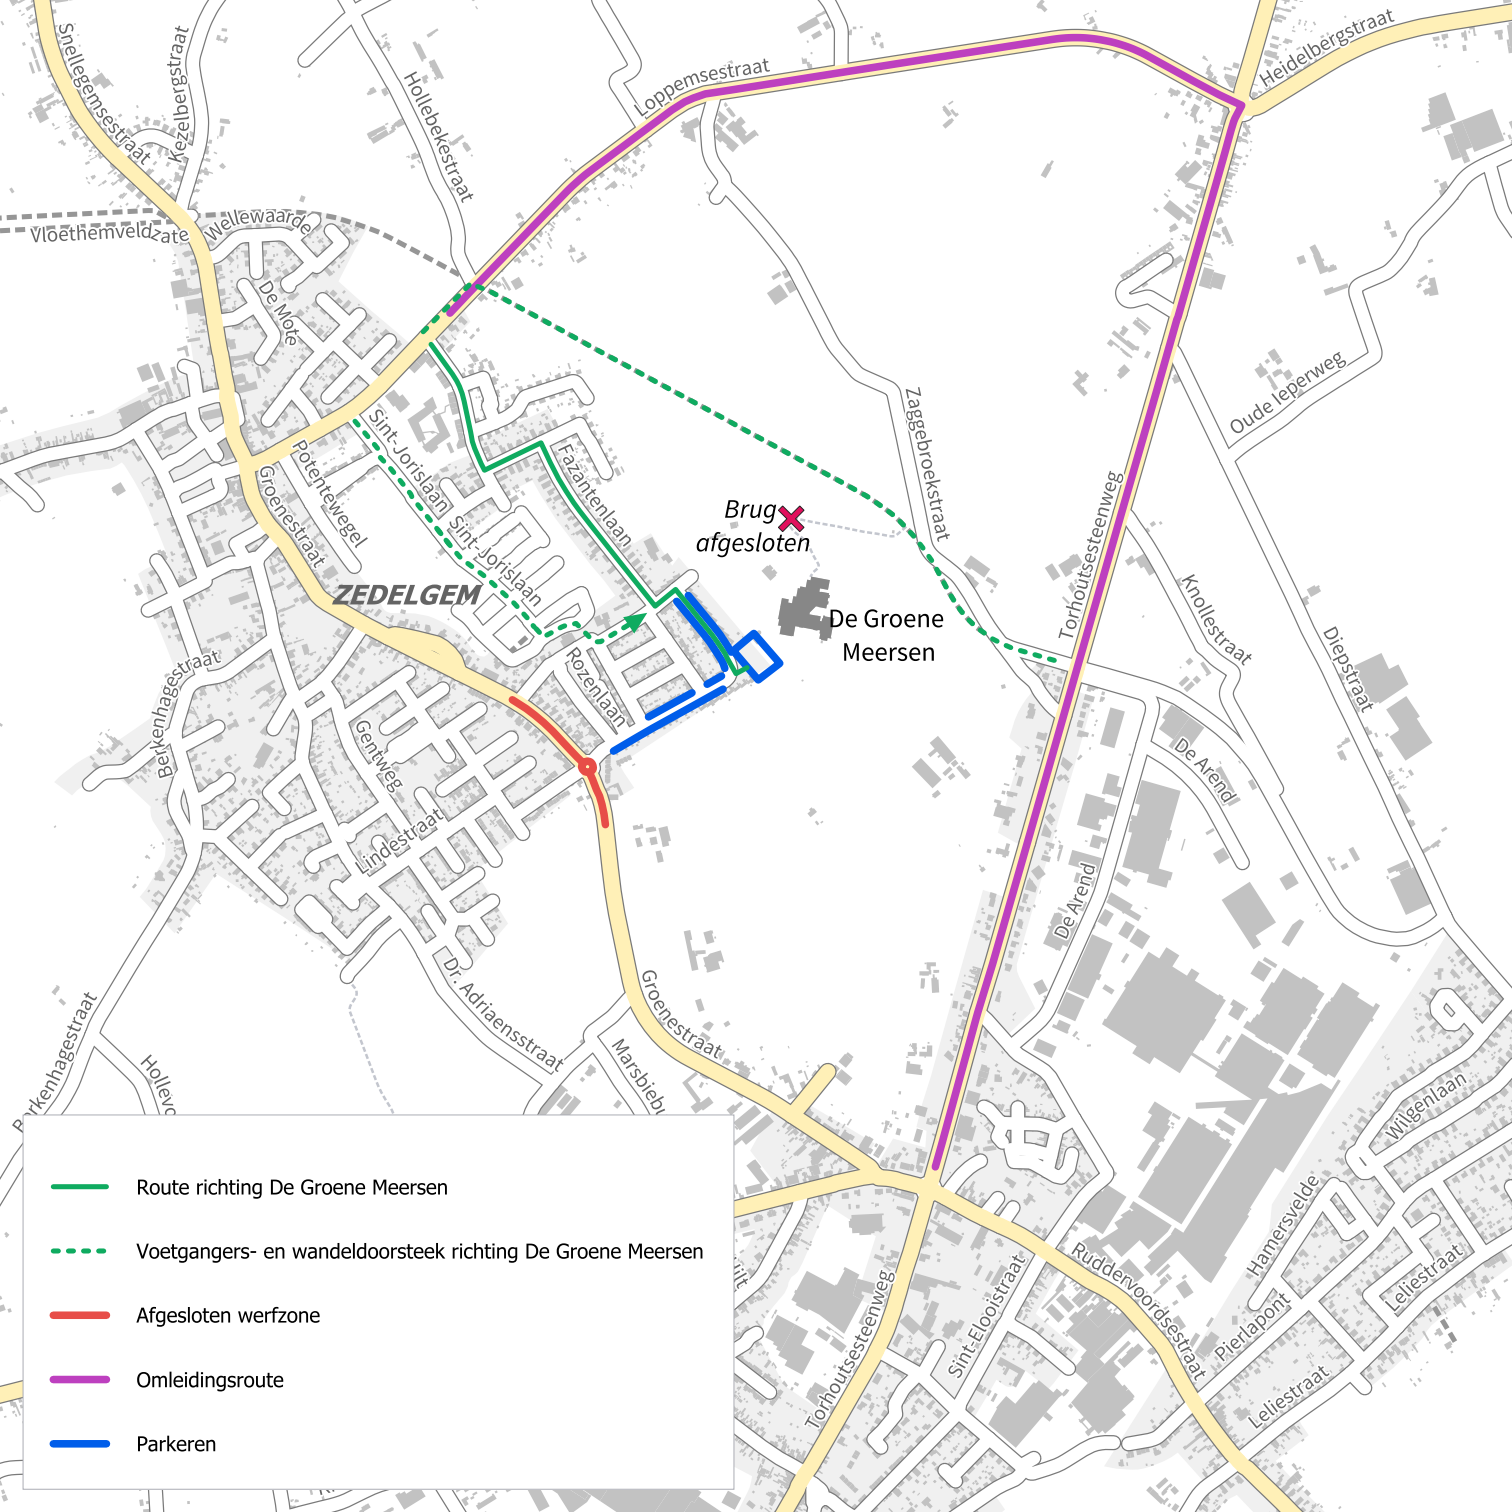 Snellegemsestraat
Kezelbergstraat
Hollebekestraat
Loppemsestraat
Heidelbergstraat
Vloethemveldzate
Wellewaarde
De Mote
Sint-Jorislaan
Potentewegel
Groenestraat
Fazantenlaan
Sint-Jorislaan
Zaggebroekstraat
Oude Ieperweg
Brug
afgesloten
ZEDELGEM
De Groene
Meersen
Torhoutsesteenweg
Knollestraat
Diepstraat
Berkenhagestraat
Rozenlaan
Gentweg
De Arend
Lindestraat
De Arend
Dr. Adriaensstraat
Groenestraat
Berkenhagestraat
Marsbiebu
Hollevo
Wilgenlaan
Hamersvelde
Ruddervoordsestraat
Leliestraat
Pierlapont
Sint-Elooistraat
Torhoutsesteenweg
Leliestraat
Route richting De Groene Meersen
Voetgangers- en wandeldoorsteek richting De Groene Meersen
Afgesloten werfzone
Omleidingsroute
Parkeren